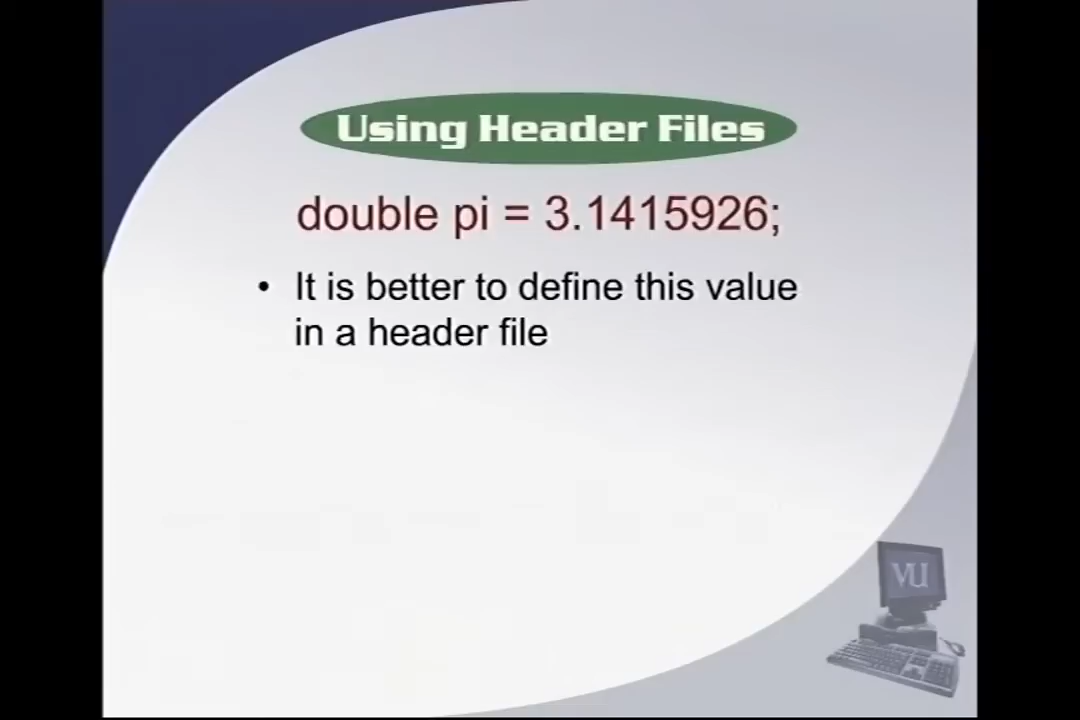 Using Header Files
double pi = 3.1415926;
• It is better to define this value
in a header file
VU